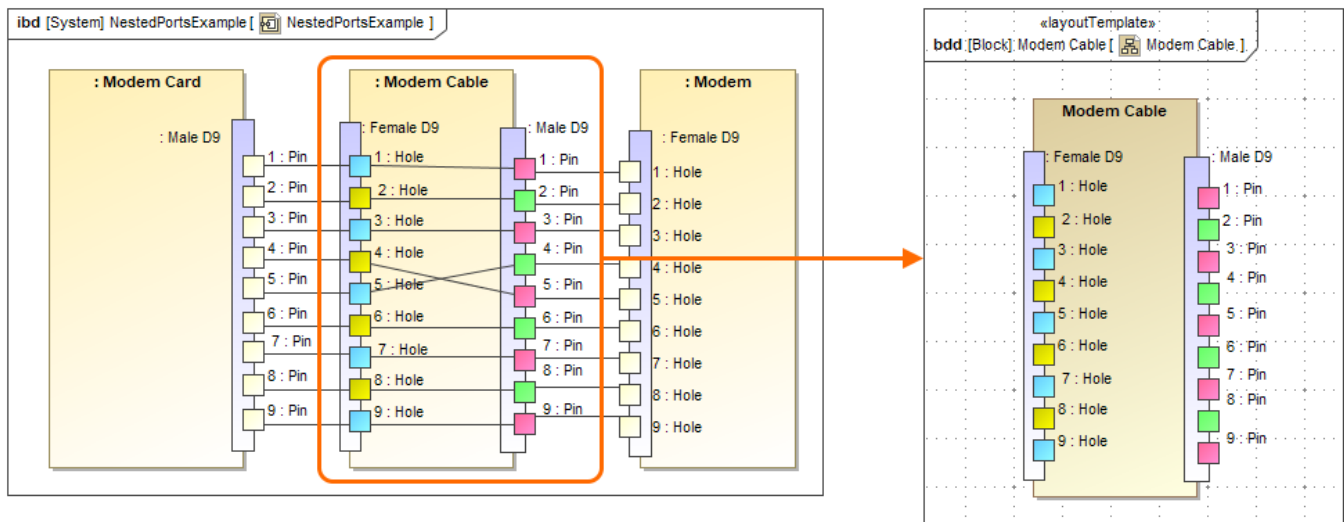 ibd [System] NestedPortsExample [ NestedPortsExample ]
: Modem Card
: Male D9
1 : Pin
2 : Pin
3 : Pin
4 : Pin
5 : Pin
6 : Pin
7 : Pin
8 : Pin
9 : Pin
: Modem Cable
: Female D9
1 : Hole
2 : Hole
3 : Hole
4 : Hole
5 : Hole
6 : Hole
7 : Hole
8 : Hole
9 : Hole
: Male D9
1 : Pin
2 : Pin
3 : Pin
4 : Pin
5 : Pin
6 : Pin
7 : Pin
8 : Pin
9 : Pin
: Modem
: Female D9
1 : Hole
2 : Hole
3 : Hole
4 : Hole
5 : Hole
6 : Hole
7 : Hole
8 : Hole
9 : Hole
«layoutTemplate»
bdd [Block] Modem Cable [ Modem Cable ]
Modem Cable
: Female D9
1 : Hole
2 : Hole
3 : Hole
4 : Hole
5 : Hole
6 : Hole
7 : Hole
8 : Hole
9 : Hole
: Male D9
1 : Pin
2 : Pin
3 : Pin
4 : Pin
5 : Pin
6 : Pin
7 : Pin
8 : Pin
9 : Pin